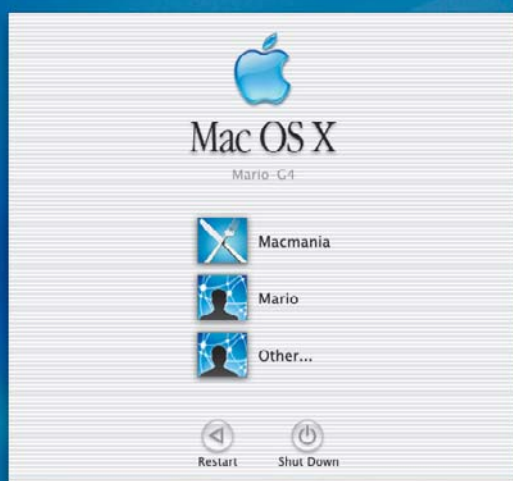 Mac OS X
Mario-G4
Macmania
Mario
Other...
Restart Shut Down